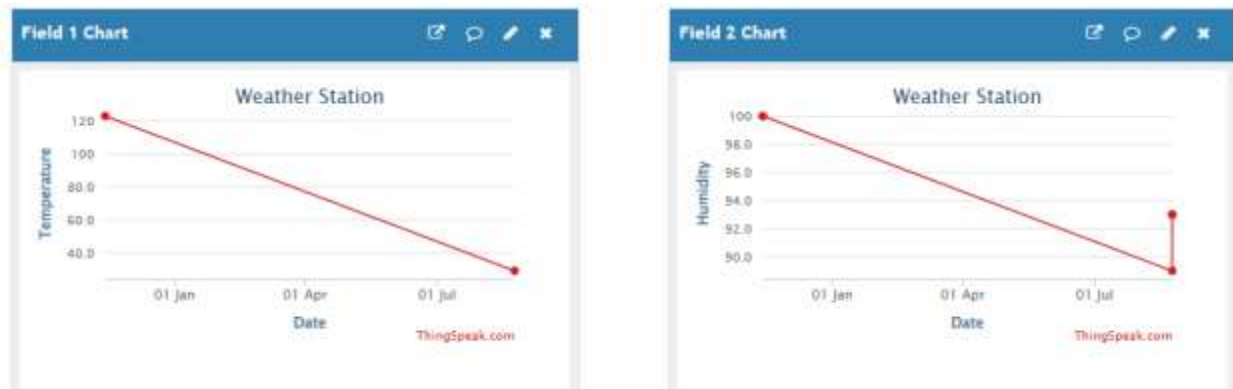 Field 1 Chart
Weather Station
120
100
80.0
60.0
40.0
Temperature
01 Jan
01 Apr
01 Jul
Date
ThingSpeak.com
Field 2 Chart
Weather Station
100
98.0
96.0
94.0
92.0
90.0
Humidity
01 Jan
01 Apr
01 Jul
Date
ThingSpeak.com